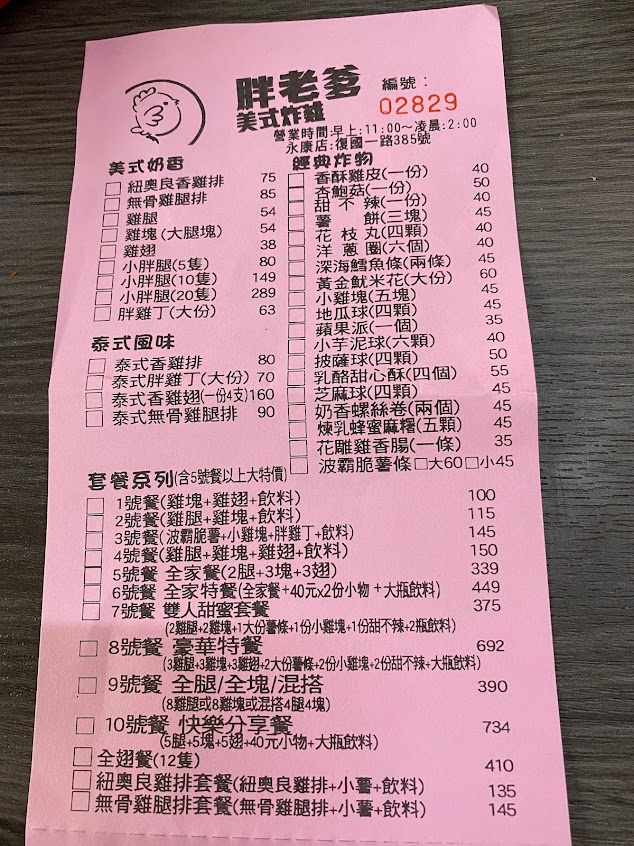 胖老爹
美式炸雞
編號：
02829
營業時間:早上:11:00~凌晨:2:00
永康店:復國一路385號
美式奶香
紐奧良香雞排 75
無骨雞腿排 85
雞腿 54
雞塊(大腿塊) 54
雞翅 38
小胖腿(5隻) 80
小胖腿(10隻) 149
小胖腿(20隻) 289
胖雞丁(大份) 63
泰式風味
泰式香雞排 80
泰式胖雞丁(大份) 70
泰式香雞翅(一份4支) 160
泰式無骨雞腿排 90
經典炸物
香酥雞皮(一份) 40
杏鮑菇(一份) 50
甜不辣(一份) 40
薯餅(三塊) 45
花枝丸(四顆) 40
洋蔥圈(六個) 40
深海鱈魚條(兩條) 45
黃金魷米花(大份) 60
小雞塊(五塊) 45
地瓜球(四顆) 45
蘋果派(一個) 35
小芋泥球(六顆) 40
披薩球(四顆) 50
乳酪甜心酥(四個) 55
芝麻球(四顆) 45
奶香螺絲卷(兩個) 45
煉乳蜂蜜麻糬(五顆) 45
花雕雞香腸(一條) 35
波霸脆薯條□大60□小45
套餐系列(含5號餐以上大特價)
1號餐(雞塊+雞翅+飲料) 100
2號餐(雞腿+雞塊+飲料) 115
3號餐(波霸脆薯+小雞塊+胖雞丁+飲料) 145
4號餐(雞腿+雞塊+雞翅+飲料) 150
5號餐 全家餐(2腿+3塊+3翅) 339
6號餐 全家特餐(全家餐+40元x2份小物+大瓶飲料) 449
7號餐 雙人甜蜜套餐 375
(2雞腿+2雞塊+1大份薯條+1份小雞塊+1份甜不辣+2瓶飲料)
8號餐 豪華特餐 692
(3雞腿+3雞塊+3雞翅+2大份薯條+2份小雞塊+2份甜不辣+大瓶飲料)
9號餐 全腿/全塊/混搭 390
(8雞腿或8雞塊或混搭4腿4塊)
10號餐 快樂分享餐 734
(5腿+5塊+5翅+40元小物+大瓶飲料)
全翅餐(12隻) 410
紐奧良雞排套餐(紐奧良雞排+小薯+飲料) 135
無骨雞腿排套餐(無骨雞腿排+小薯+飲料) 145